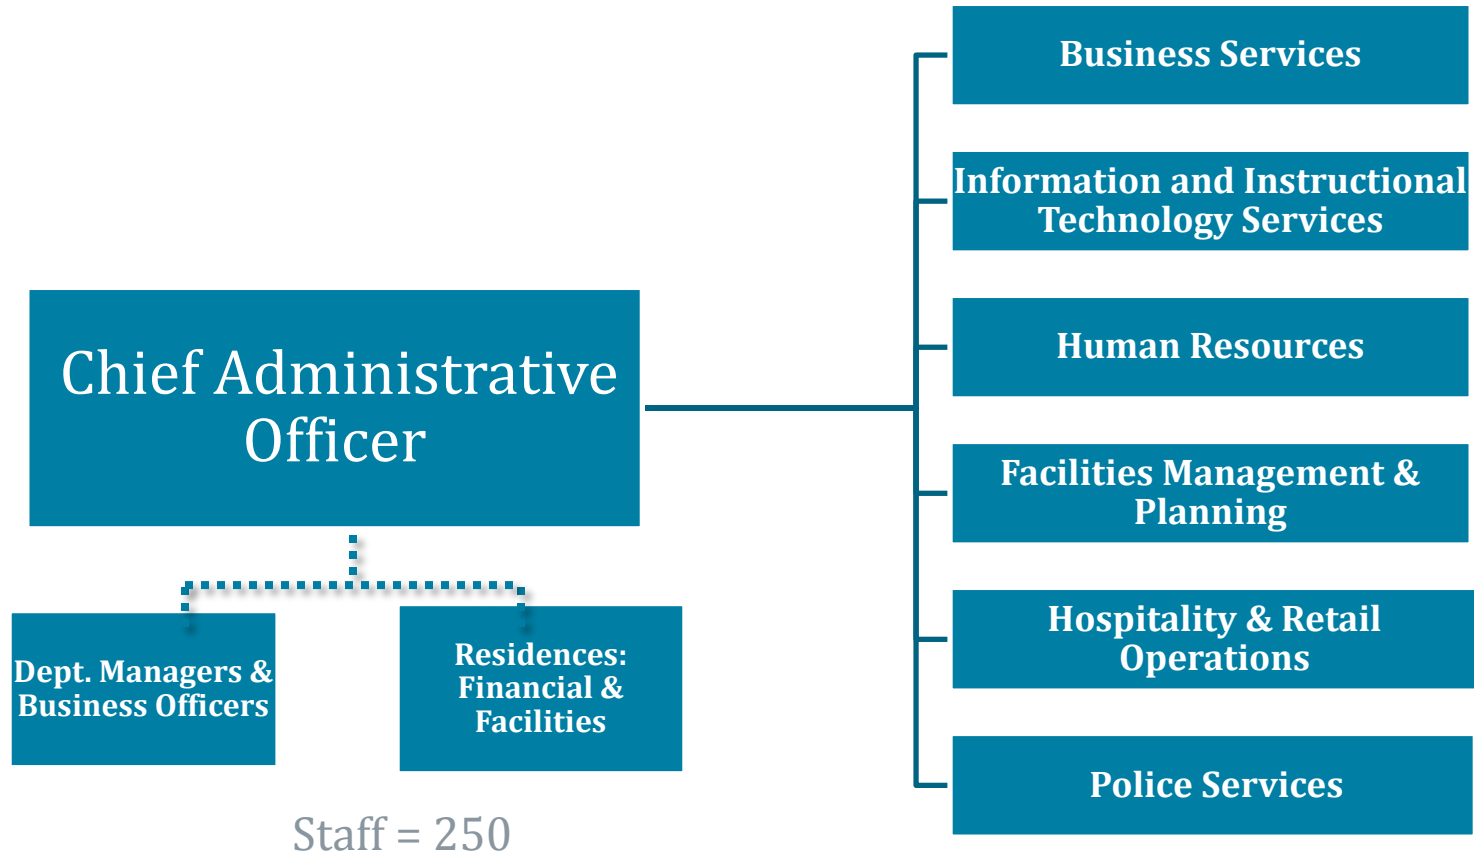 Chief Administrative
Officer
Dept. Managers &
Business Officers
Residences:
Financial &
Facilities
Staff = 250
Business Services
Information and Instructional
Technology Services
Human Resources
Facilities Management &
Planning
Hospitality & Retail
Operations
Police Services